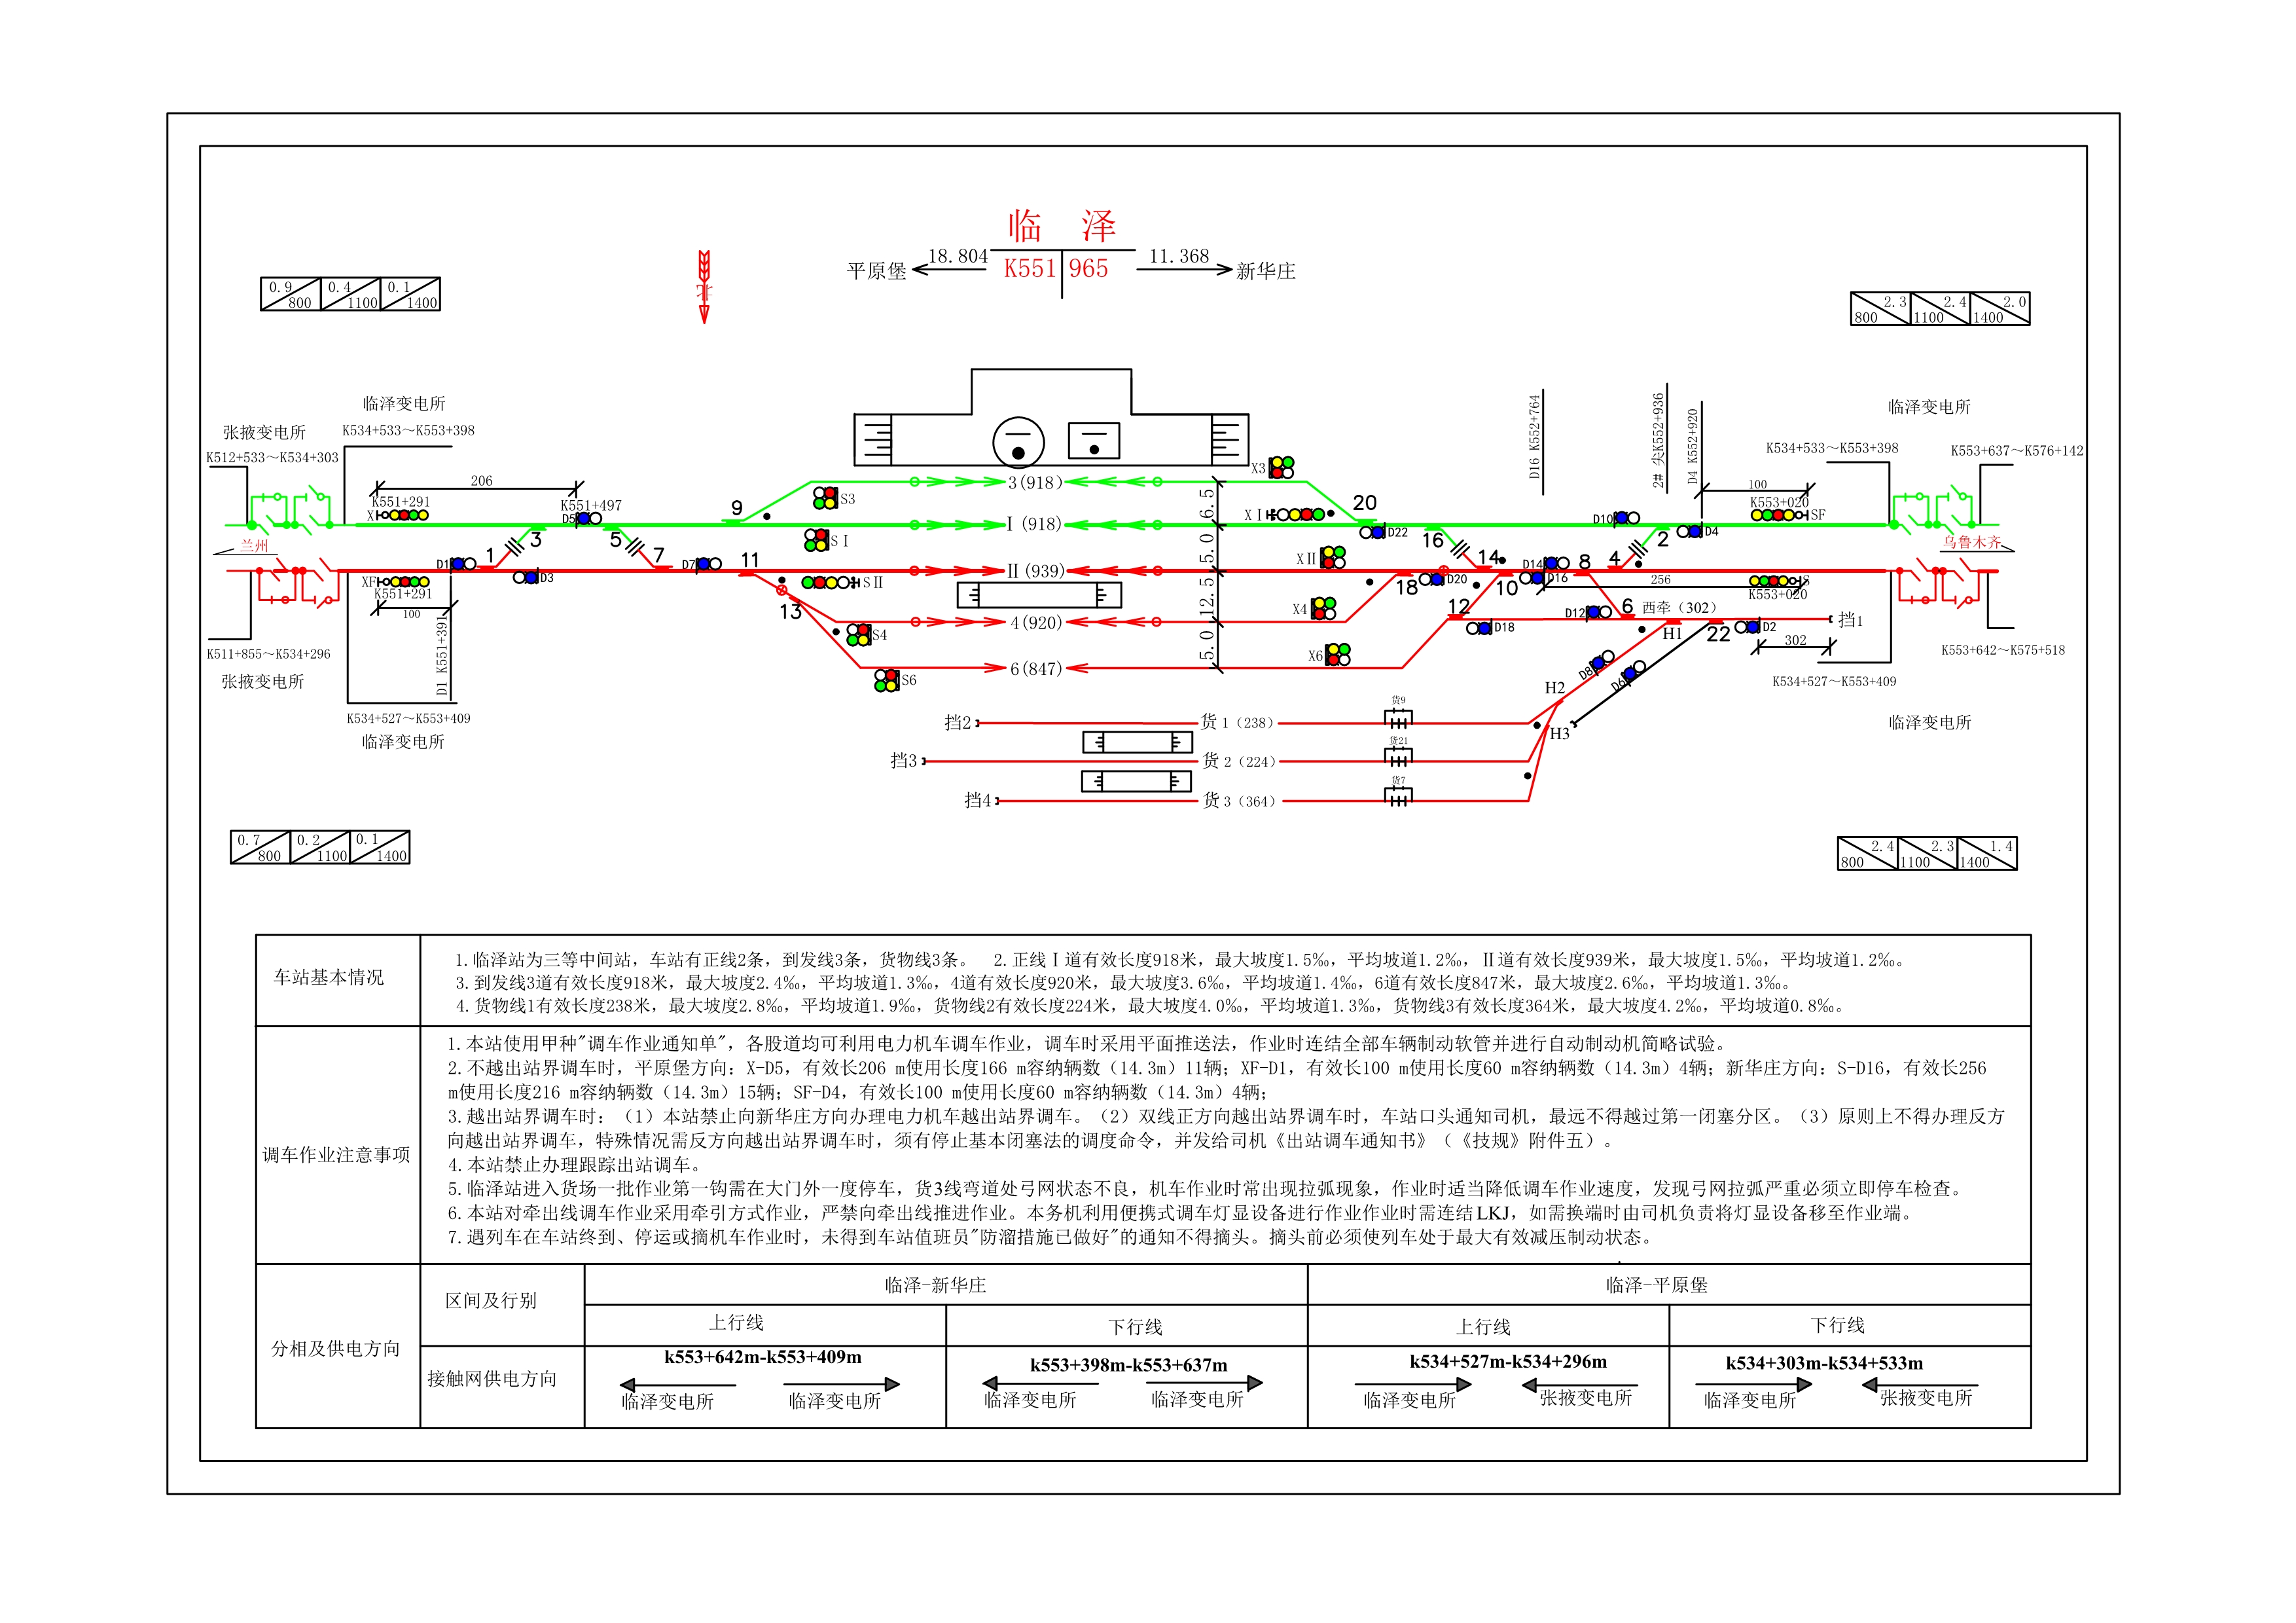 临 泽
平原堡 18.804 K551 965 11.368 新华庄
北
0.9 800 0.4 1100 0.1 1400
2.3 800 2.4 1100 2.0 1400
临泽变电所
张掖变电所 K534+533～K553+398
K512+533～K534+303
临泽变电所
K534+533～K553+398 K553+637～K576+142
D16 K552+764
2# 尖K552+936
D4 K552+920
206
K551+291
X
K551+497
D5
9
S3
3(918)
X3
6.5
20
100
K553+020
SF
Ⅰ(918)
XⅠ
D22
D10
D4
兰州
3
5
SⅠ
16
2
乌鲁木齐
D1
1
7
D7
11
5.0
XⅡ
14
D14
8
4
XF
K551+291
100
D3
SⅡ
Ⅱ(939)
18
D20
10
D16
256
S
K553+020
D1 K551+391
13
12.5
X4
12
D12
6
西牵（302）
S4
4(920)
D18
H1
22
D2
挡1
302
5.0
X6
S6
6(847)
D8
D6
K511+855～K534+296
张掖变电所
K534+527～K553+409
临泽变电所
K553+642～K575+518
K534+527～K553+409
临泽变电所
H2
H3
挡2 货 1（238） 货9
挡3 货 2（224） 货21
挡4 货 3（364） 货7
0.7 800 0.2 1100 0.1 1400
2.4 800 2.3 1100 1.4 1400
车站基本情况
1.临泽站为三等中间站，车站有正线2条，到发线3条，货物线3条。 2.正线Ⅰ道有效长度918米，最大坡度1.5‰，平均坡道1.2‰，Ⅱ道有效长度939米，最大坡度1.5‰，平均坡道1.2‰。
3.到发线3道有效长度918米，最大坡度2.4‰，平均坡道1.3‰，4道有效长度920米，最大坡度3.6‰，平均坡道1.4‰，6道有效长度847米，最大坡度2.6‰，平均坡道1.3‰。
4.货物线1有效长度238米，最大坡度2.8‰，平均坡道1.9‰，货物线2有效长度224米，最大坡度4.0‰，平均坡道1.3‰，货物线3有效长度364米，最大坡度4.2‰，平均坡道0.8‰。
调车作业注意事项
1.本站使用甲种"调车作业通知单"，各股道均可利用电力机车调车作业，调车时采用平面推送法，作业时连结全部车辆制动软管并进行自动制动机简略试验。
2.不越出站界调车时，平原堡方向：X-D5，有效长206 m使用长度166 m容纳辆数（14.3m）11辆；XF-D1，有效长100 m使用长度60 m容纳辆数（14.3m）4辆；新华庄方向：S-D16，有效长256
m使用长度216 m容纳辆数（14.3m）15辆；SF-D4，有效长100 m使用长度60 m容纳辆数（14.3m）4辆；
3.越出站界调车时：（1）本站禁止向新华庄方向办理电力机车越出站界调车。（2）双线正方向越出站界调车时，车站口头通知司机，最远不得越过第一闭塞分区。（3）原则上不得办理反方
向越出站界调车，特殊情况需反方向越出站界调车时，须有停止基本闭塞法的调度命令，并发给司机《出站调车通知书》（《技规》附件五）。
4.本站禁止办理跟踪出站调车。
5.临泽站进入货场一批作业第一钩需在大门外一度停车，货3线弯道处弓网状态不良，机车作业时常出现拉弧现象，作业时适当降低调车作业速度，发现弓网拉弧严重必须立即停车检查。
6.本站对牵出线调车作业采用牵引方式作业，严禁向牵出线推进作业。本务机利用便携式调车灯显设备进行作业作业时需连结LKJ，如需换端时由司机负责将灯显设备移至作业端。
7.遇列车在车站终到、停运或摘机车作业时，未得到车站值班员"防溜措施已做好"的通知不得摘头。摘头前必须使列车处于最大有效减压制动状态。
分相及供电方向
区间及行别 临泽-新华庄 临泽-平原堡
上行线 下行线 上行线 下行线
接触网供电方向
k553+642m-k553+409m k553+398m-k553+637m k534+527m-k534+296m k534+303m-k534+533m
临泽变电所 临泽变电所 临泽变电所 临泽变电所 临泽变电所 张掖变电所 临泽变电所 张掖变电所